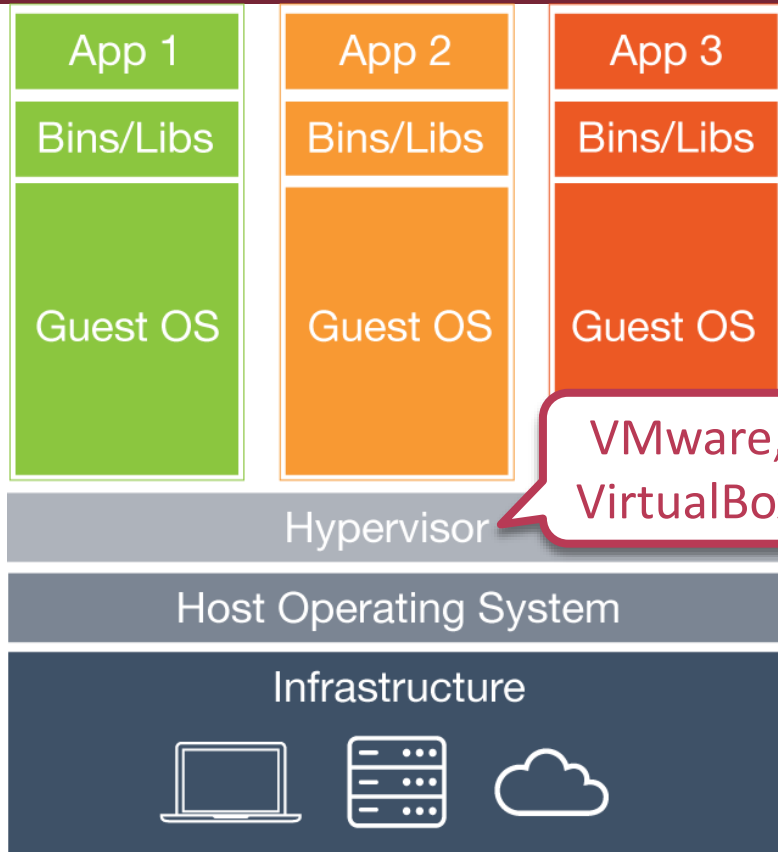 App 1
App 2
App 3
Bins/Libs
Bins/Libs
Bins/Libs
Guest OS
Guest OS
Guest OS
VMware,
Hypervisor
Host Operating System
Infrastructure